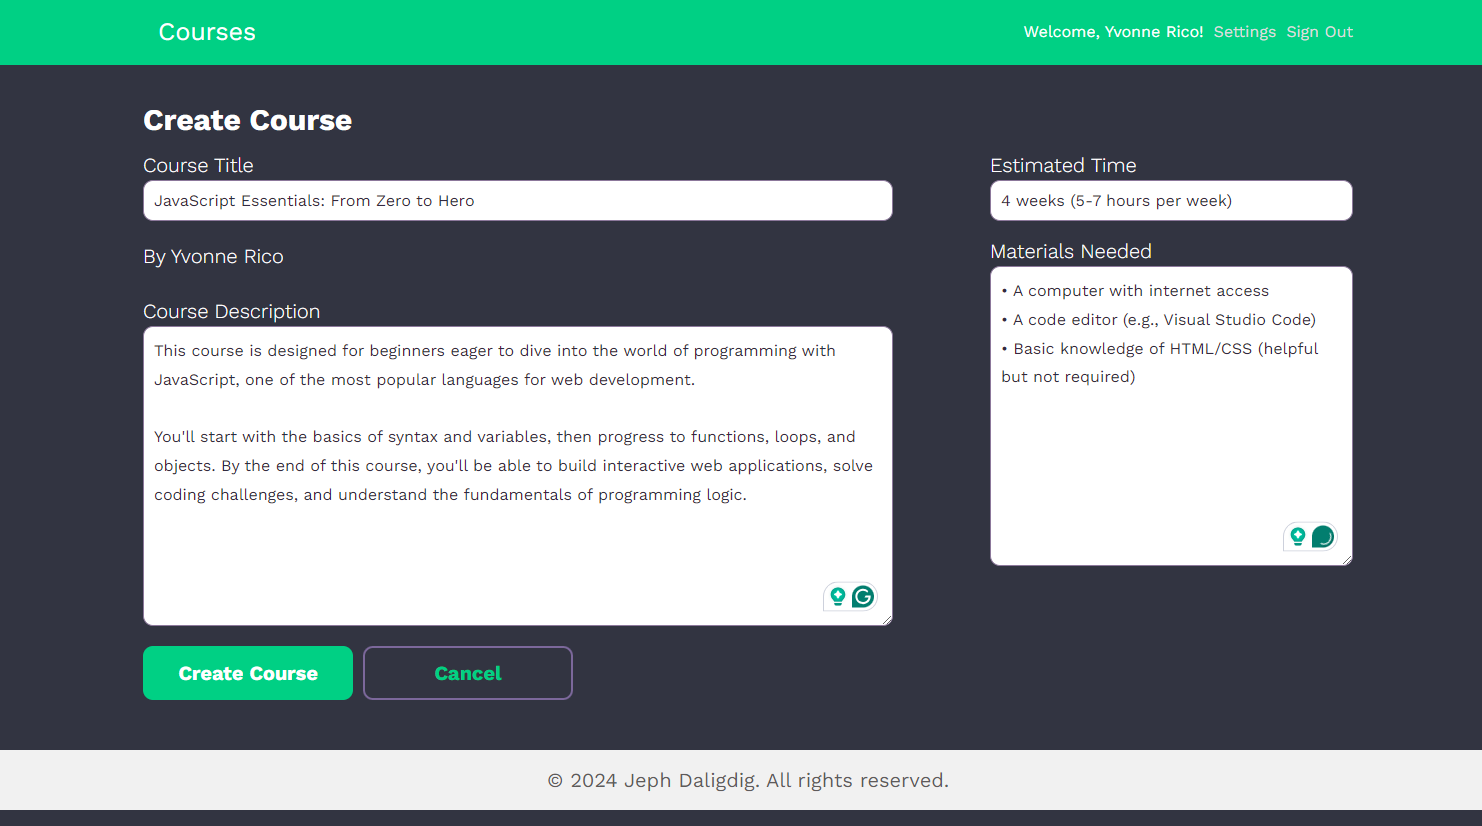 Courses
Welcome, Yvonne Rico! Settings Sign Out
Create Course
Course Title
JavaScript Essentials: From Zero to Hero
By Yvonne Rico
Course Description
This course is designed for beginners eager to dive into the world of programming with
JavaScript, one of the most popular languages for web development.
You'll start with the basics of syntax and variables, then progress to functions, loops, and
objects. By the end of this course, you'll be able to build interactive web applications, solve
coding challenges, and understand the fundamentals of programming logic.
Estimated Time
4 weeks (5-7 hours per week)
Materials Needed
• A computer with internet access
• A code editor (e.g., Visual Studio Code)
• Basic knowledge of HTML/CSS (helpful
but not required)
Create Course
Cancel
© 2024 Jeph Daligdig. All rights reserved.